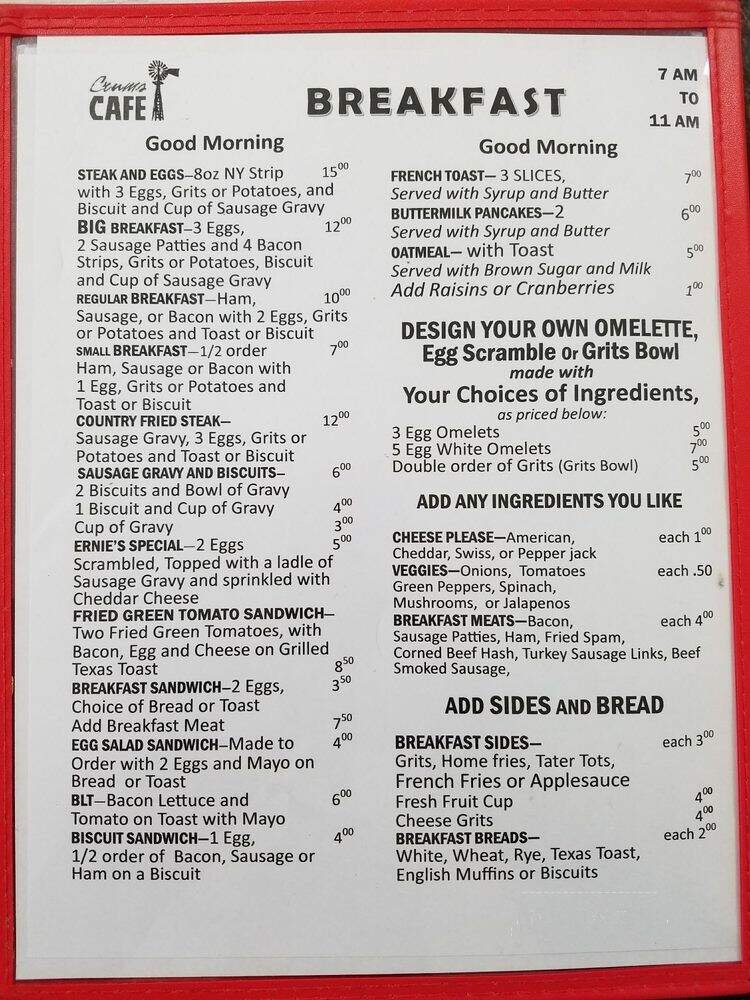 Crums
CAFE
BREAKFAST
7 AM
TO
11 AM
Good Morning
STEAK AND EGGS—8oz NY Strip 15⁰⁰
with 3 Eggs, Grits or Potatoes, and
Biscuit and Cup of Sausage Gravy
BIG BREAKFAST—3 Eggs, 12⁰⁰
2 Sausage Patties and 4 Bacon
Strips, Grits or Potatoes, Biscuit
and Cup of Sausage Gravy
REGULAR BREAKFAST—Ham, 10⁰⁰
Sausage, or Bacon with 2 Eggs, Grits
or Potatoes and Toast or Biscuit
SMALL BREAKFAST—1/2 order 7⁰⁰
Ham, Sausage or Bacon with
1 Egg, Grits or Potatoes and
Toast or Biscuit
COUNTRY FRIED STEAK— 12⁰⁰
Sausage Gravy, 3 Eggs, Grits or
Potatoes and Toast or Biscuit
SAUSAGE GRAVY AND BISCUITS— 6⁰⁰
2 Biscuits and Bowl of Gravy
1 Biscuit and Cup of Gravy 4⁰⁰
Cup of Gravy 3⁰⁰
ERNIE'S SPECIAL—2 Eggs 5⁰⁰
Scrambled, Topped with a ladle of
Sausage Gravy and sprinkled with
Cheddar Cheese
FRIED GREEN TOMATO SANDWICH—
Two Fried Green Tomatoes, with
Bacon, Egg and Cheese on Grilled
Texas Toast 8⁵⁰
BREAKFAST SANDWICH—2 Eggs, 3⁵⁰
Choice of Bread or Toast
Add Breakfast Meat 7⁵⁰
EGG SALAD SANDWICH—Made to 4⁰⁰
Order with 2 Eggs and Mayo on
Bread or Toast
BLT—Bacon Lettuce and 6⁰⁰
Tomato on Toast with Mayo
BISCUIT SANDWICH—1 Egg, 4⁰⁰
1/2 order of Bacon, Sausage or
Ham on a Biscuit
Good Morning
FRENCH TOAST— 3 SLICES, 7⁰⁰
Served with Syrup and Butter
BUTTERMILK PANCAKES—2 6⁰⁰
Served with Syrup and Butter
OATMEAL— with Toast 5⁰⁰
Served with Brown Sugar and Milk
Add Raisins or Cranberries 1⁰⁰
DESIGN YOUR OWN OMELETTE,
Egg Scramble or Grits Bowl
made with
Your Choices of Ingredients,
as priced below:
3 Egg Omelets 5⁰⁰
5 Egg White Omelets 7⁰⁰
Double order of Grits (Grits Bowl) 5⁰⁰
ADD ANY INGREDIENTS YOU LIKE
CHEESE PLEASE—American, each 1⁰⁰
Cheddar, Swiss, or Pepper jack
VEGGIES—Onions, Tomatoes each .50
Green Peppers, Spinach,
Mushrooms, or Jalapenos
BREAKFAST MEATS—Bacon, each 4⁰⁰
Sausage Patties, Ham, Fried Spam,
Corned Beef Hash, Turkey Sausage Links, Beef
Smoked Sausage,
ADD SIDES AND BREAD
BREAKFAST SIDES— each 3⁰⁰
Grits, Home fries, Tater Tots,
French Fries or Applesauce
Fresh Fruit Cup 4⁰⁰
Cheese Grits 4⁰⁰
BREAKFAST BREADS— each 2⁰⁰
White, Wheat, Rye, Texas Toast,
English Muffins or Biscuits